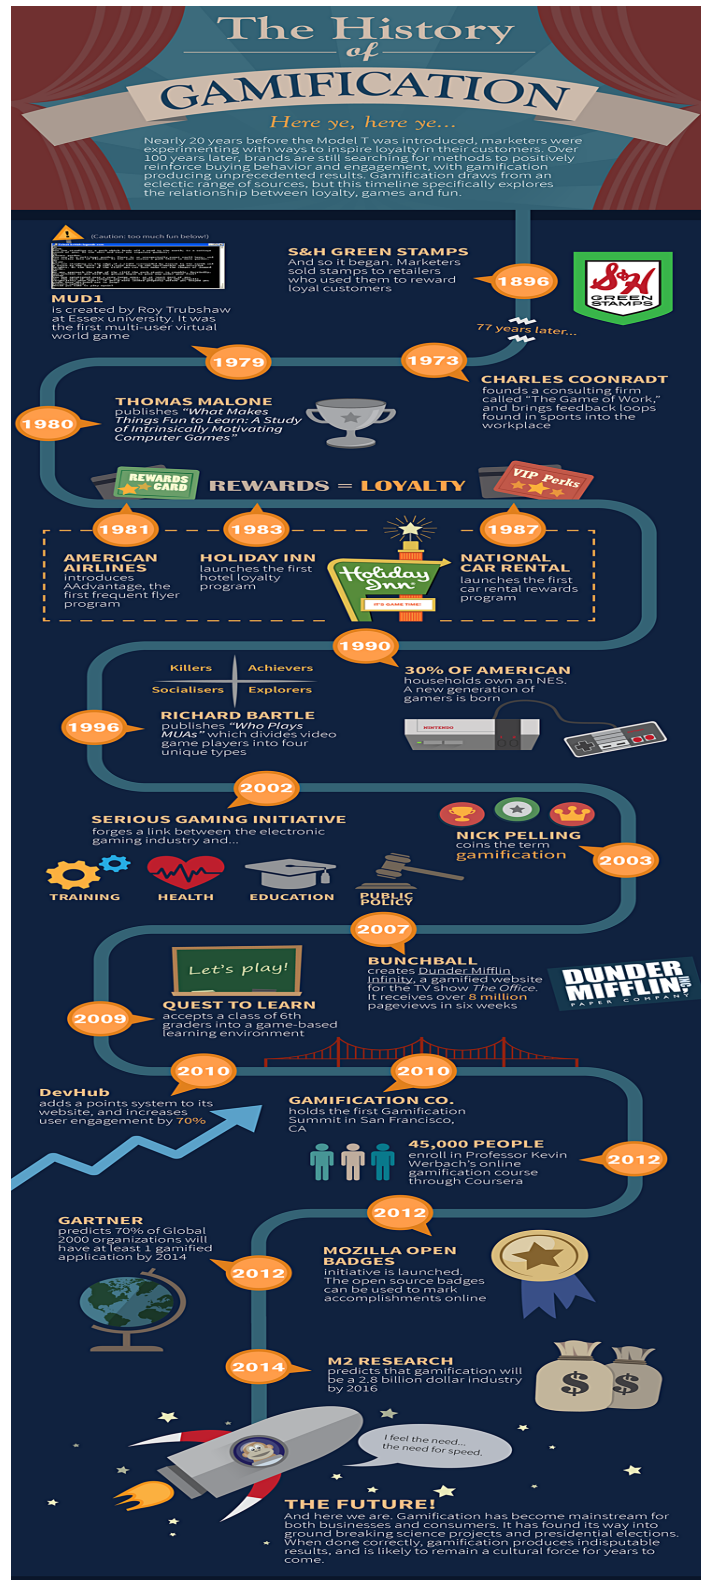 The History
of
GAMIFICATION
Here ye, here ye...
Nearly 20 years before the Model T was introduced, marketers were
experimenting with ways to inspire loyalty in their customers. Over
100 years later, brands are still searching for methods to positively
reinforce buying behavior and engagement, with gamification
producing unprecedented results. Gamification draws from an
eclectic range of sources, but this timeline specifically explores
the relationship between loyalty, games and fun.
S&H GREEN STAMPS
And so it began. Marketers
sold stamps to retailers
who used them to reward
loyal customers
1896
S&H
GREEN
STAMPS
77 years later...
1973
CHARLES COONRADT
founds a consulting firm
called "The Game of Work,"
and brings feedback loops
found in sports into the
workplace
(Caution: too much fun below!)
MUD1
is created by Roy Trubshaw
at Essex university. It was
the first multi-user virtual
world game
1979
1980
THOMAS MALONE
publishes "What Makes
Things Fun to Learn: A Study
of Intrinsically Motivating
Computer Games"
REWARDS
CARD
REWARDS = LOYALTY
VIP Perks
1981
AMERICAN
AIRLINES
introduces
AAdvantage, the
first frequent flyer
program
1983
HOLIDAY INN
launches the first
hotel loyalty
program
Holiday
Inn
IT'S GAME TIME!
1987
NATIONAL
CAR RENTAL
launches the first
car rental rewards
program
1990
30% OF AMERICAN
households own an NES.
A new generation of
gamers is born
NINTENDO
Killers
Achievers
Socialisers
Explorers
1996
RICHARD BARTLE
publishes "Who Plays
MUAs" which divides video
game players into four
unique types
2002
SERIOUS GAMING INITIATIVE
forges a link between the electronic
gaming industry and...
TRAINING
HEALTH
EDUCATION
PUBLIC
POLICY
NICK PELLING
coins the term
gamification
2003
2007
BUNCHBALL
creates Dunder Mifflin
Infinity, a gamified website
for the TV show The Office.
It receives over 8 million
pageviews in six weeks
DUNDER
MIFFLIN INC.
PAPER COMPANY
Let's play!
2009
QUEST TO LEARN
accepts a class of 6th
graders into a game-based
learning environment
2010
DevHub
adds a points system to its
website, and increases
user engagement by 70%
2010
GAMIFICATION CO.
holds the first Gamification
Summit in San Francisco,
CA
45,000 PEOPLE
enroll in Professor Kevin
Werbach's online
gamification course
through Coursera
2012
2012
MOZILLA OPEN
BADGES
initiative is launched.
The open source badges
can be used to mark
accomplishments online
GARTNER
predicts 70% of Global
2000 organizations will
have at least 1 gamified
application by 2014
2012
2014
M2 RESEARCH
predicts that gamification will
be a 2.8 billion dollar industry
by 2016
$
$
I feel the need...
the need for speed.
THE FUTURE!
And here we are. Gamification has become mainstream for
both businesses and consumers. It has found its way into
ground breaking science projects and presidential elections.
When done correctly, gamification produces indisputable
results, and is likely to remain a cultural force for years to
come.